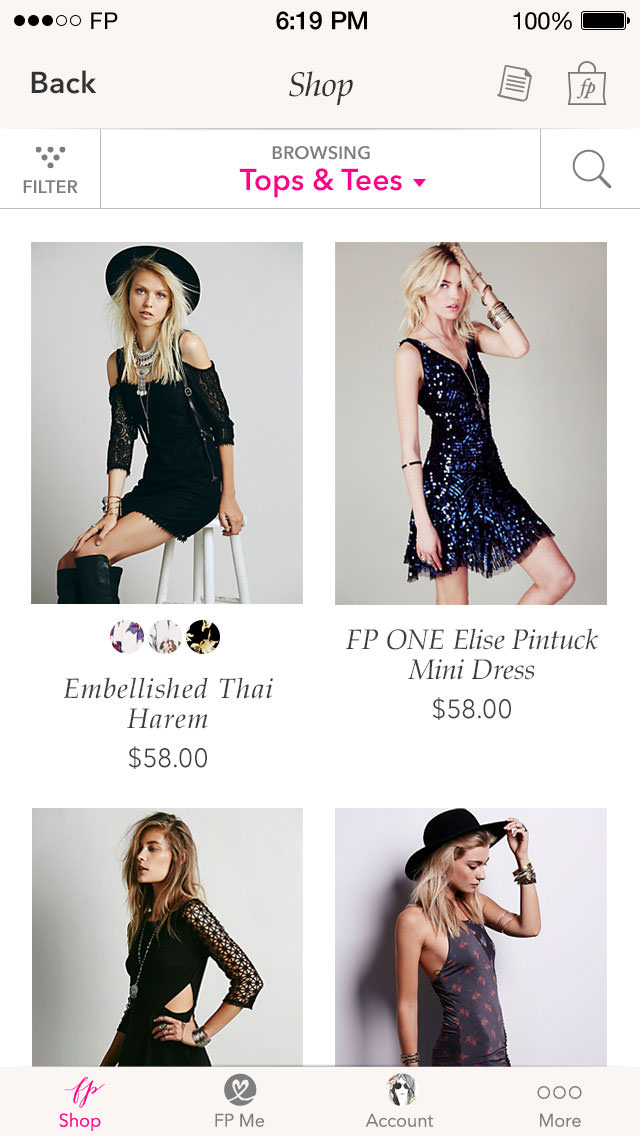 FP 6:19 PM 100%
Back Shop fp
FILTER
BROWSING
Tops & Tees
Embellished Thai
Harem
$58.00
FP ONE Elise Pintuck
Mini Dress
$58.00
fp
Shop FP Me Account More